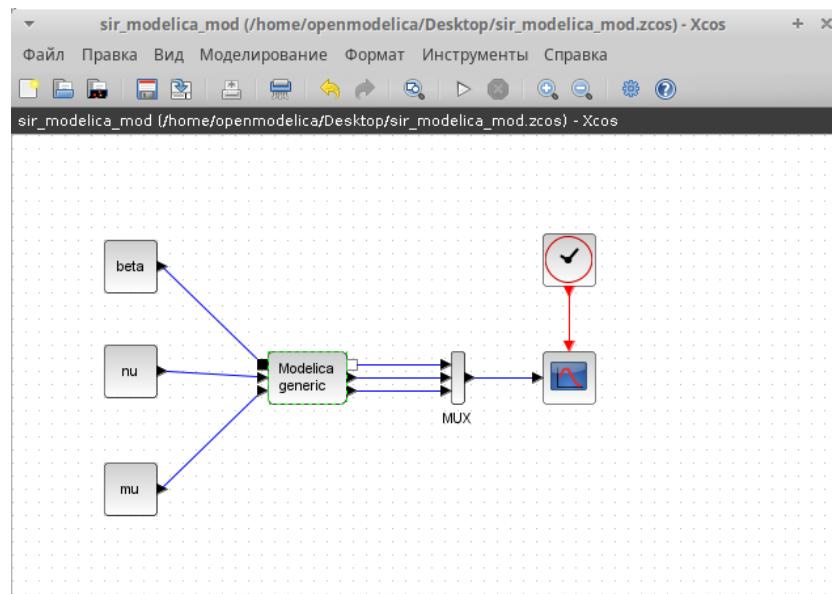 sir_modelica_mod (/home/openmodelica/Desktop/sir_modelica_mod.zcos) - Xcos
Файл Правка Вид Моделирование Формат Инструменты Справка
sir_modelica_mod (/home/openmodelica/Desktop/sir_modelica_mod.zcos) - Xcos
beta
nu
Modelica
generic
MUX
mu